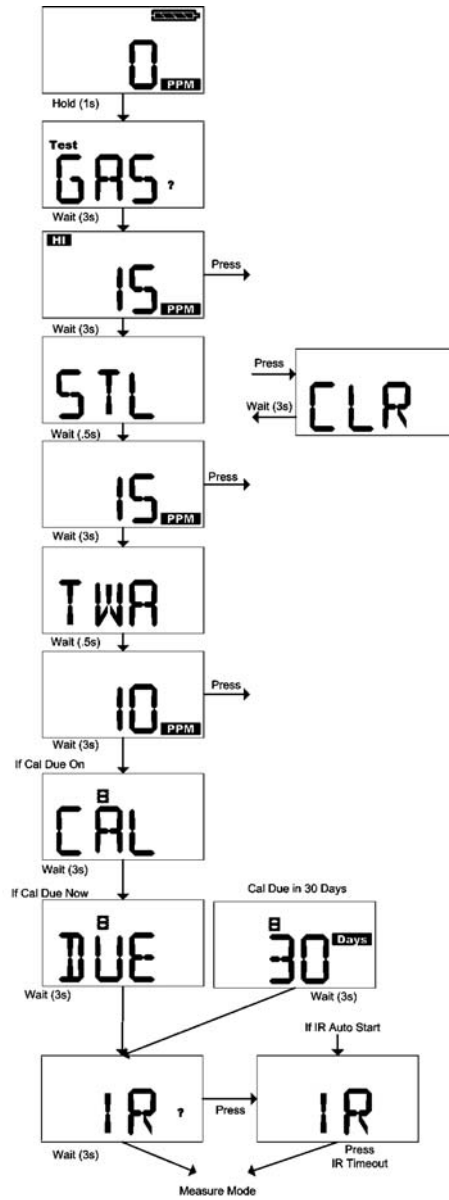 0 PPM
Hold (1s)
Test
GAS ?
Wait (3s)
HI
15 PPM
Press
Wait (3s)
STL
Press
Wait (3s)
CLR
Wait (.5s)
15 PPM
Press
Wait (3s)
TWA
Wait (.5s)
10 PPM
Press
Wait (3s)
If Cal Due On
CAL
Wait (3s)
If Cal Due Now
Cal Due in 30 Days
DUE
30 Days
Wait (3s)
Wait (3s)
If IR Auto Start
IR ?
Press
IR
Wait (3s)
Press
IR Timeout
Measure Mode